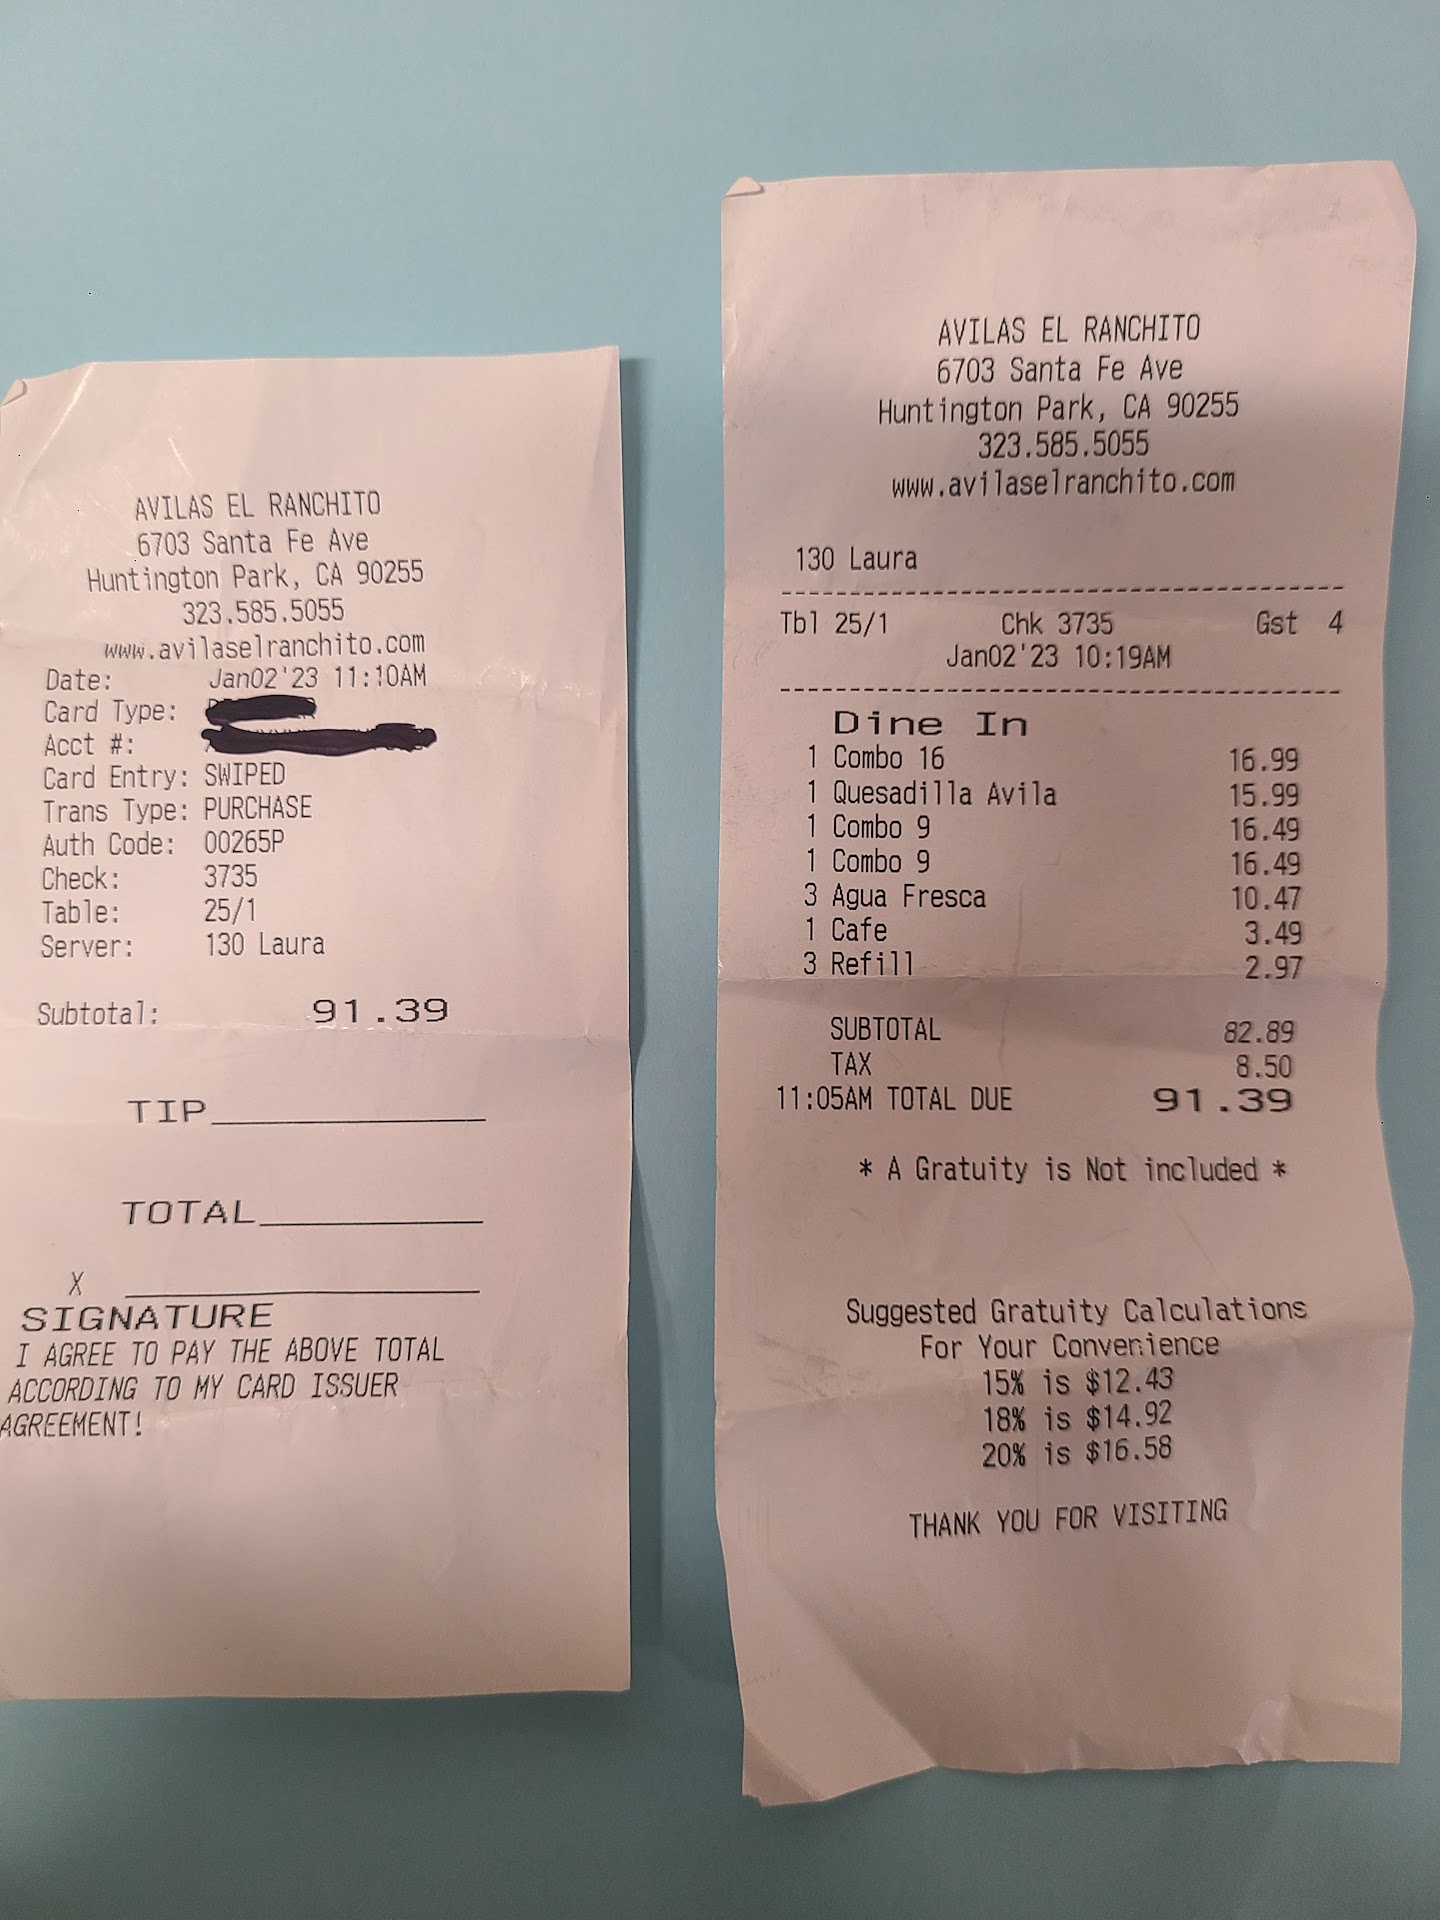 AVILAS EL RANCHITO
6703 Santa Fe Ave
Huntington Park, CA 90255
323.585.5055
www.avilaselranchito.com
Date: Jan02'23 11:10AM
Card Type:
Acct #:
Card Entry: SWIPED
Trans Type: PURCHASE
Auth Code: 00265P
Check: 3735
Table: 25/1
Server: 130 Laura
Subtotal: 91.39
TIP
TOTAL
X
SIGNATURE
I AGREE TO PAY THE ABOVE TOTAL
ACCORDING TO MY CARD ISSUER
AGREEMENT!
AVILAS EL RANCHITO
6703 Santa Fe Ave
Huntington Park, CA 90255
323.585.5055
www.avilaselranchito.com
130 Laura
Tbl 25/1 Chk 3735 Gst 4
Jan02'23 10:19AM
Dine In
1 Combo 16 16.99
1 Quesadilla Avila 15.99
1 Combo 9 16.49
1 Combo 9 16.49
3 Agua Fresca 10.47
1 Cafe 3.49
3 Refill 2.97
SUBTOTAL 82.89
TAX 8.50
11:05AM TOTAL DUE 91.39
* A Gratuity is Not included *
Suggested Gratuity Calculations
For Your Convenience
15% is $12.43
18% is $14.92
20% is $16.58
THANK YOU FOR VISITING